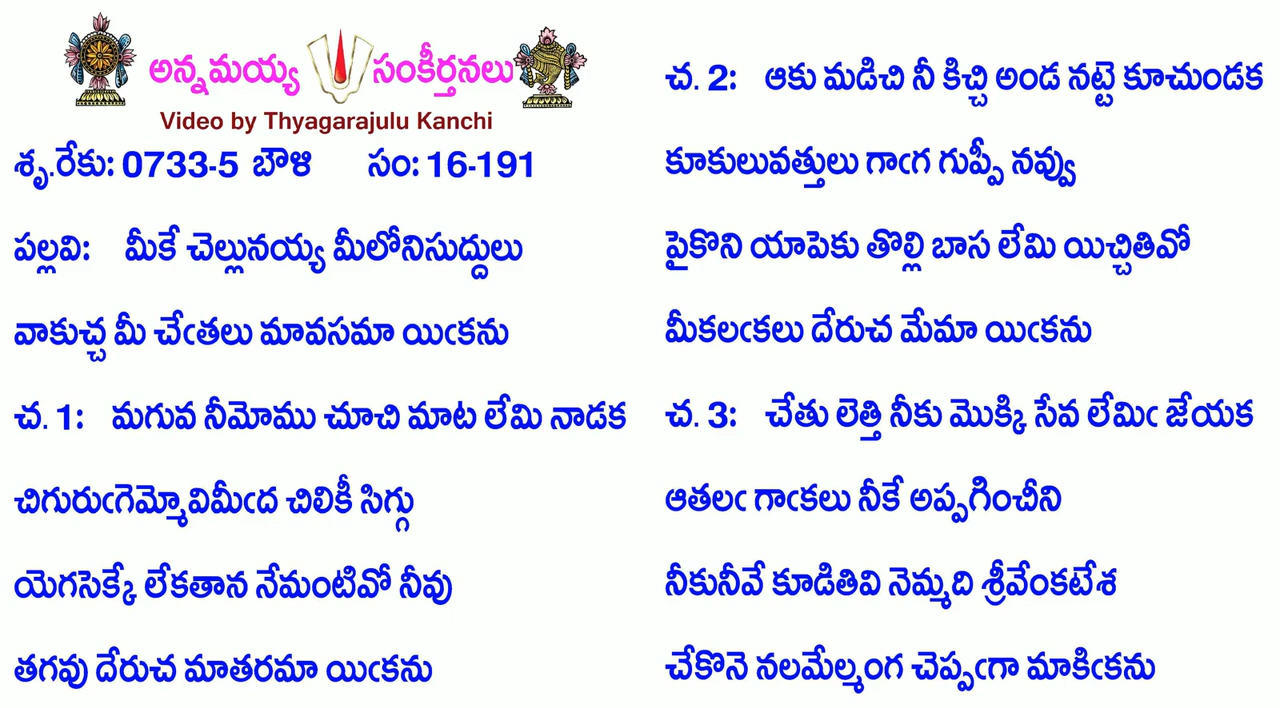 అన్నమయ్య సంకీర్తనలు
Video by Thyagarajulu Kanchi
శృ.రేకు: 0733-5 బౌళి సం: 16-191
పల్లవి: మీకే చెల్లునయ్య మీలోనిసుద్దులు
వాకుచ్చ మీ చేఁతలు మావసమా యిఁకను
చ. 1: మగువ నీమోము చూచి మాట లేమి నాడక
చిగురుఁగెమ్మోవిమీఁద చిలికీ సిగ్గు
యెగసెక్కే లేకతాన నేమంటివో నీవు
తగవు దేరుచ మాతరమా యిఁకను
చ. 2: ఆకు మడిచి నీ కిచ్చి అండ నట్టె కూచుండక
కూకులువత్తులు గాఁగ గుప్పీ నవ్వు
పైకొని యాపెకు తొల్లి బాస లేమి యిచ్చితివో
మీకలఁకలు దేరుచ మేమా యిఁకను
చ. 3: చేతు లెత్తి నీకు మొక్కి సేవ లేమిఁ జేయక
ఆతలఁ గాఁకలు నీకే అప్పగించీని
నీకునీవే కూడితివి నెమ్మది శ్రీవేంకటేశ
చేకొనె నలమేల్మంగ చెప్పఁగా మాకిఁకను